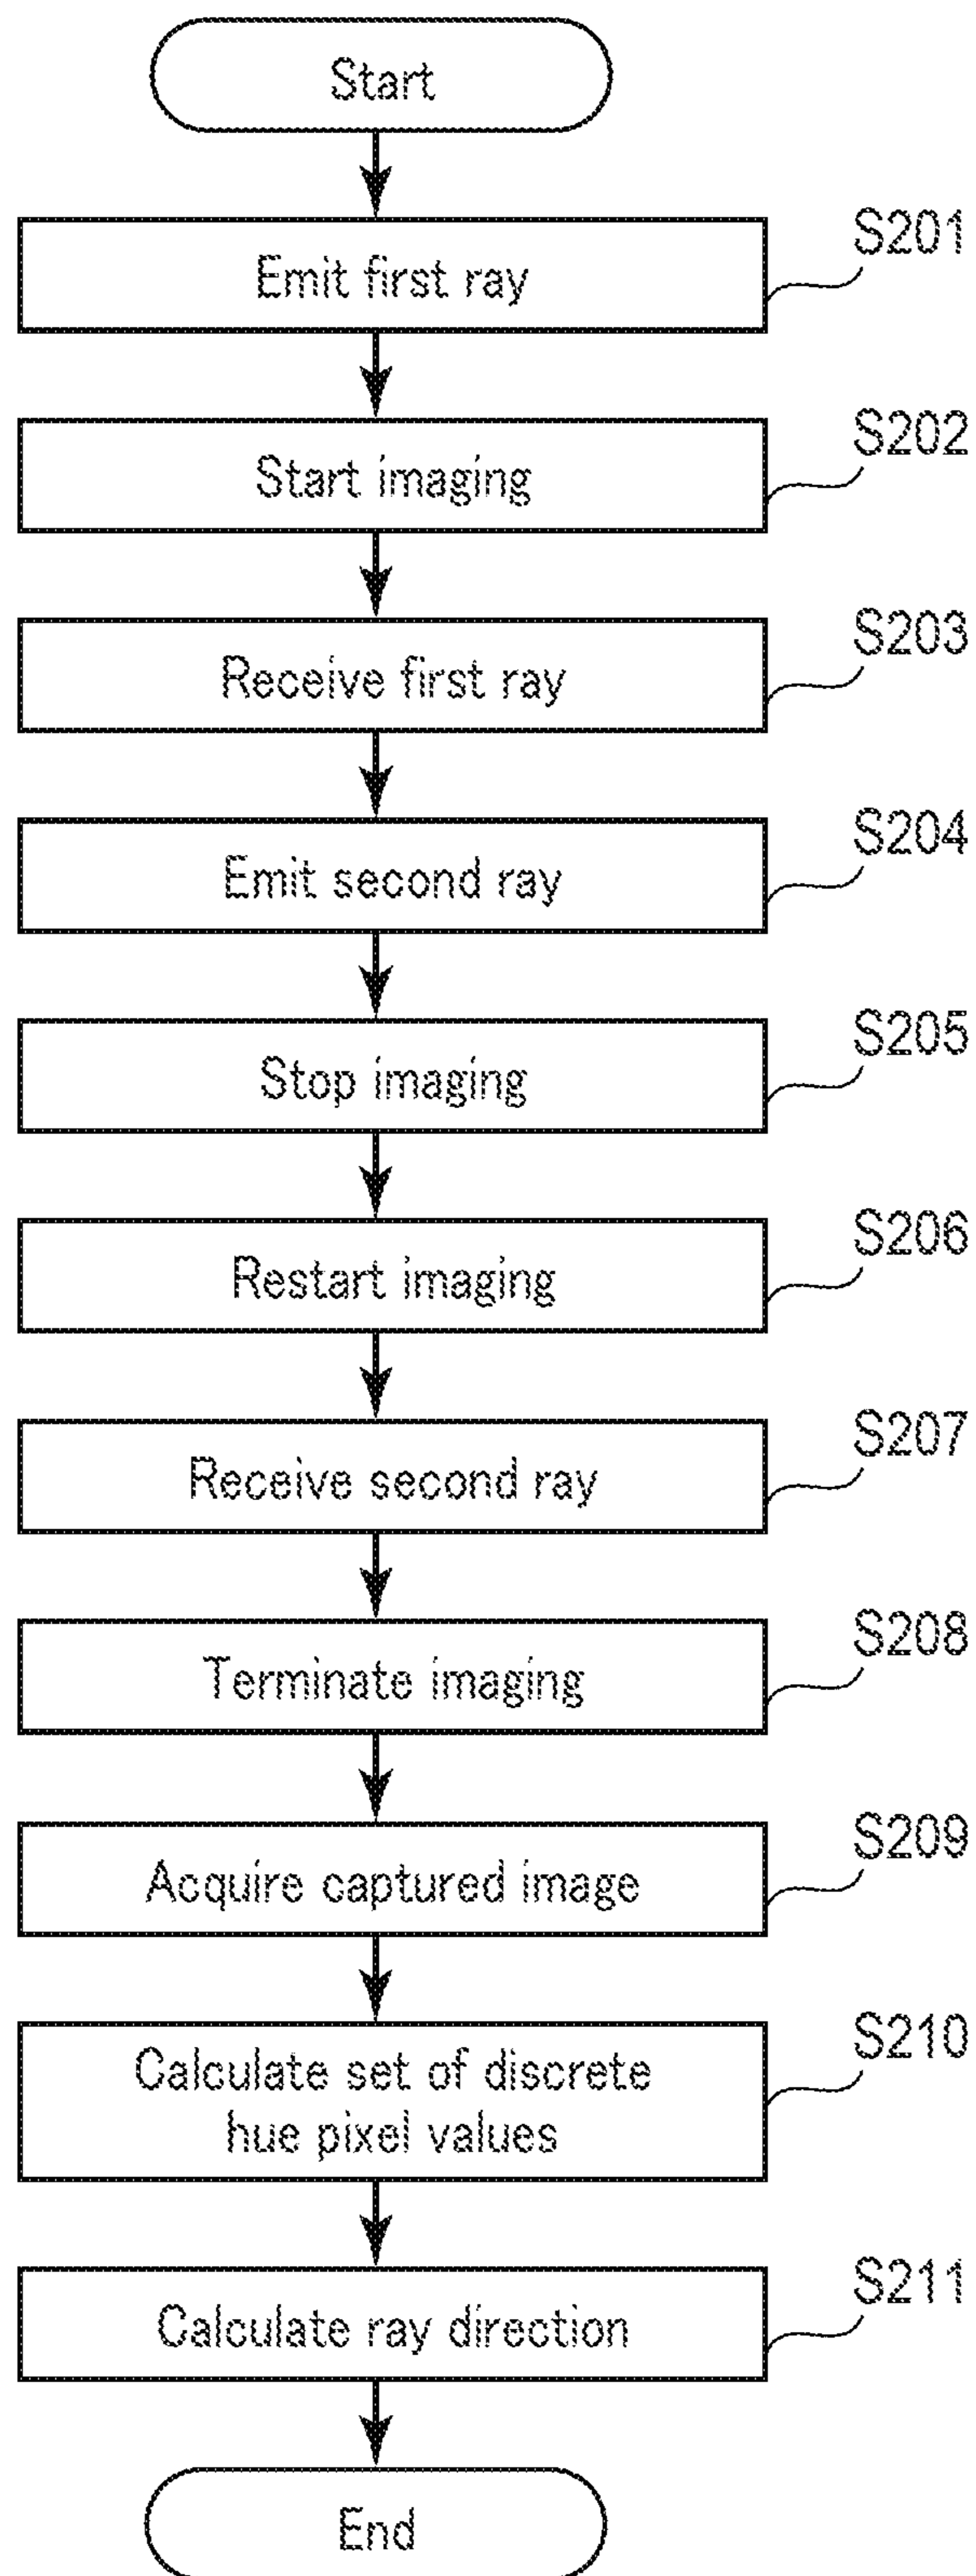 Start
Emit first ray
S201
Start imaging
S202
Receive first ray
S203
Emit second ray
S204
Stop imaging
S205
Restart imaging
S206
Receive second ray
S207
Terminate imaging
S208
Acquire captured image
S209
Calculate set of discrete
hue pixel values
S210
Calculate ray direction
S211
End